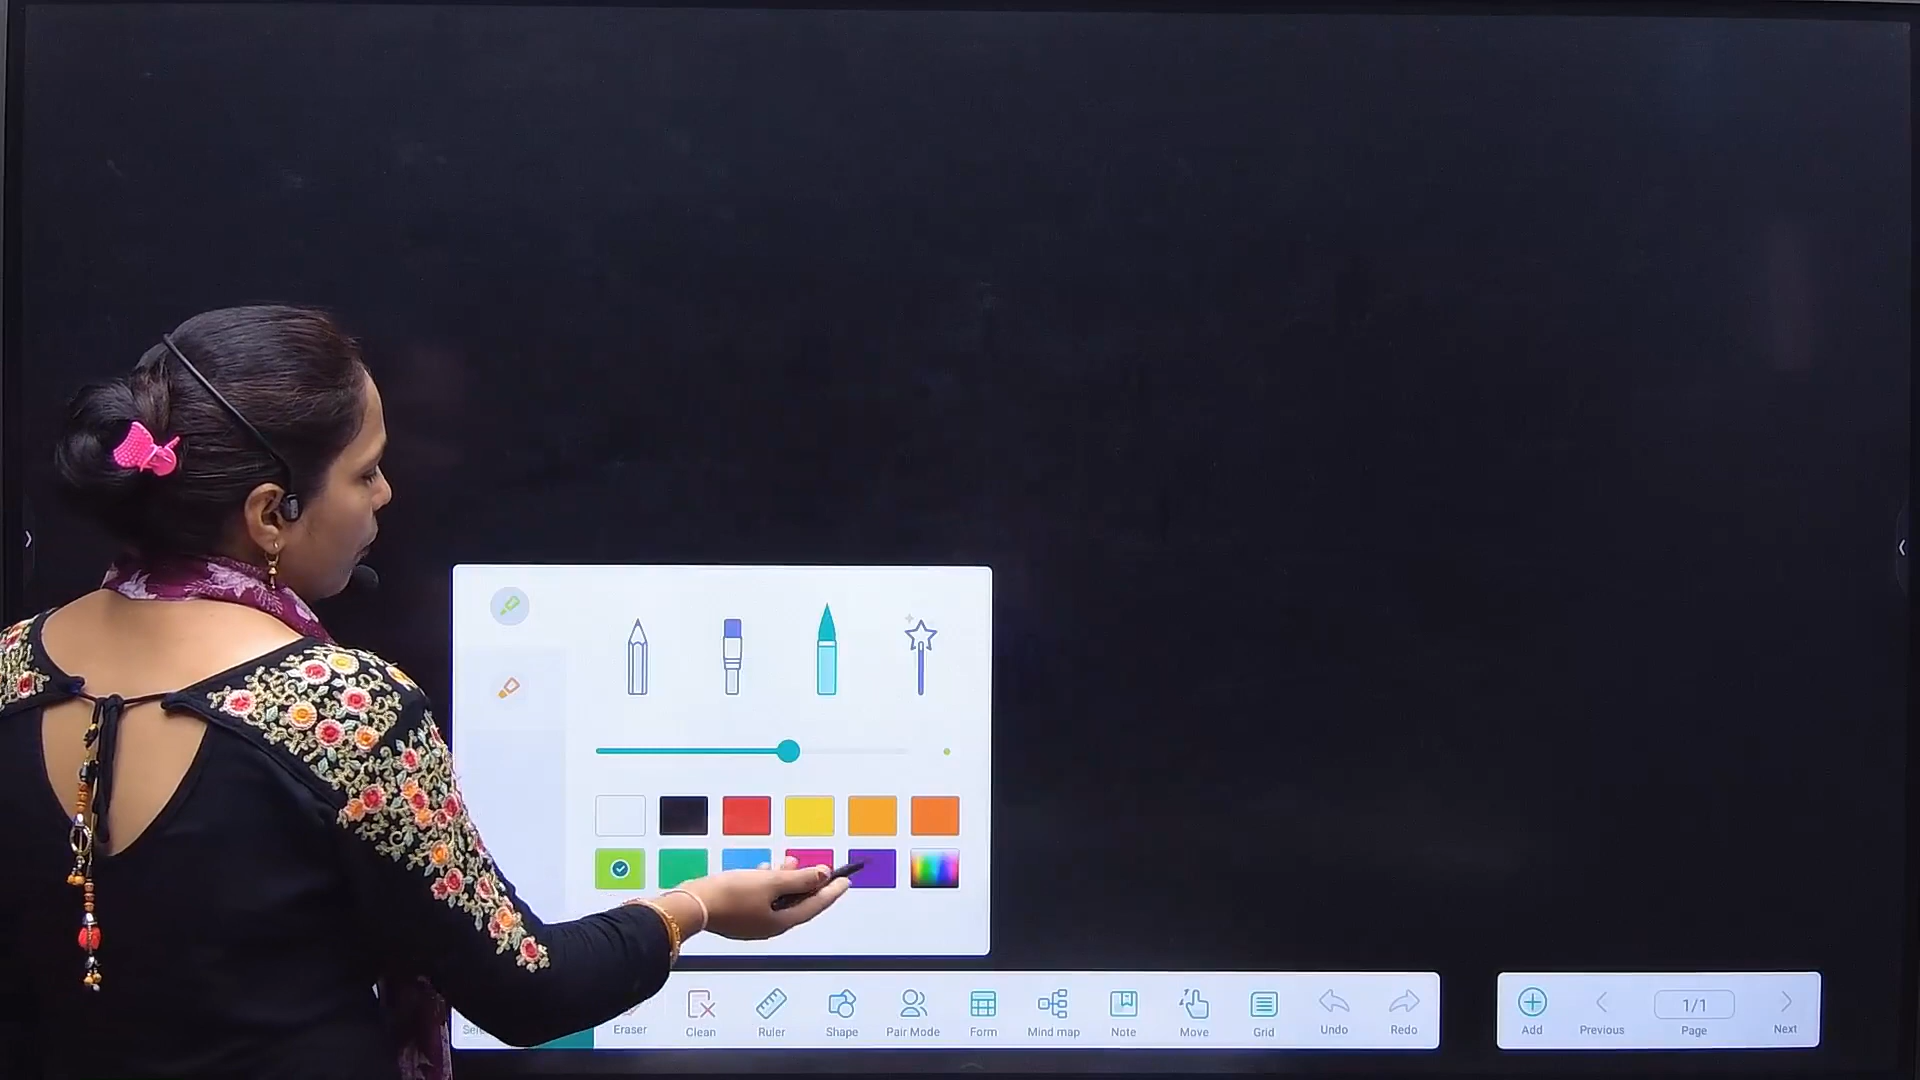 Eraser
Clean
Ruler
Shape
Pair Mode
Form
Mind map
Note
Move
Grid
Undo
Redo
Add
Previous
1/1
Page
Next